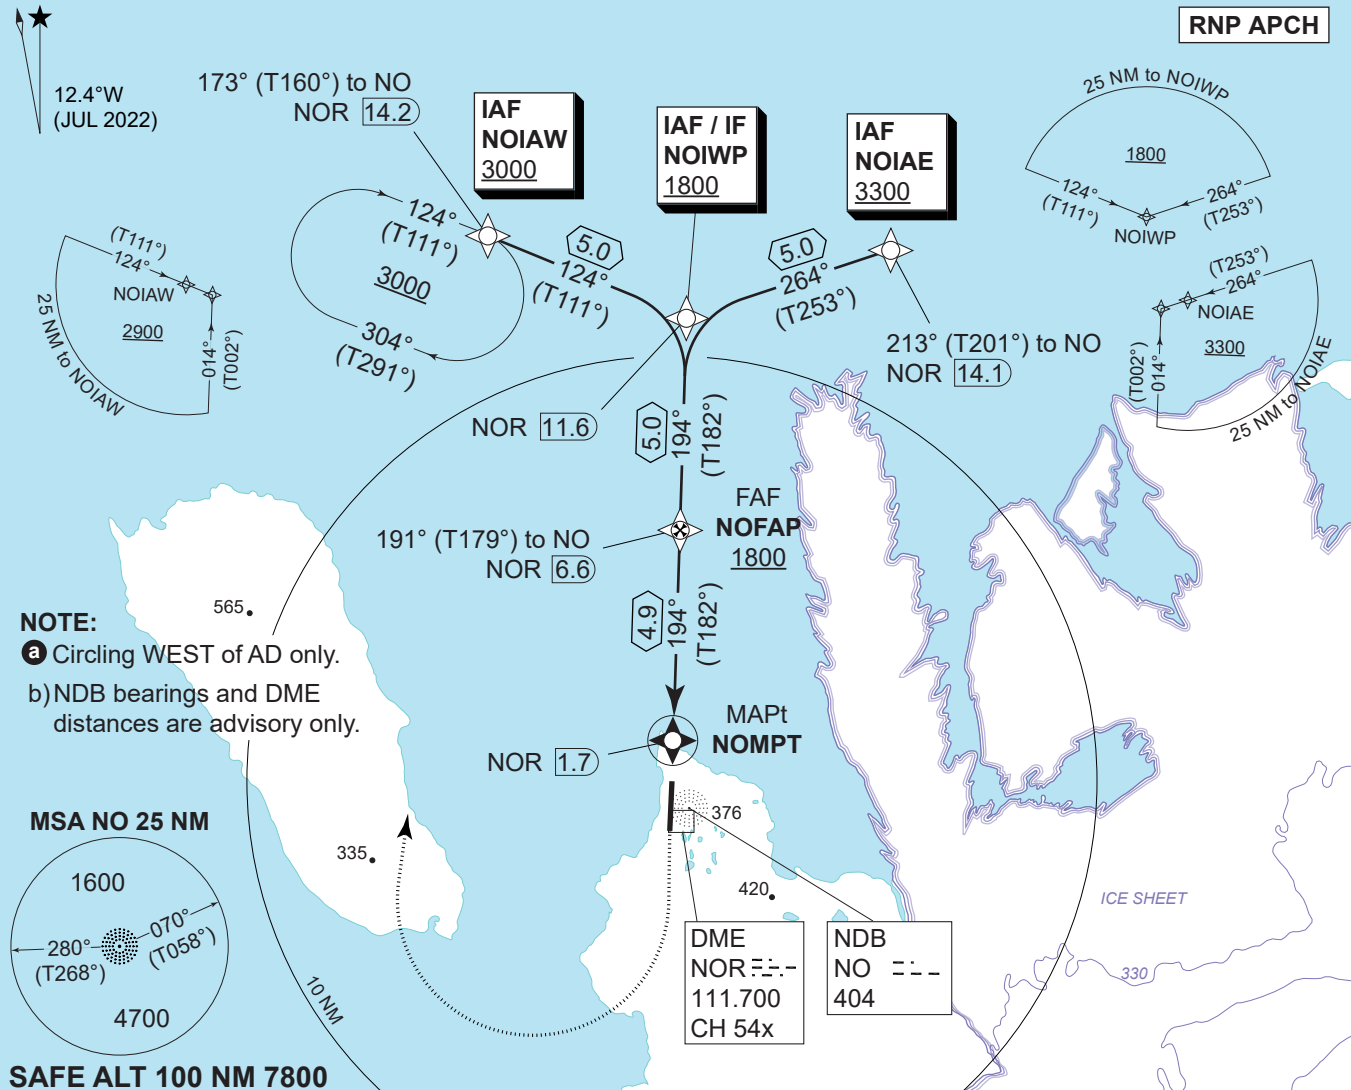 RNP APCH
12.4°W
(JUL 2022)
173° (T160°) to NO
NOR 14.2
IAF
NOIAW
3000
IAF / IF
NOIWP
1800
IAF
NOIAE
3300
25 NM to NOIWP
1800
124°
(T111°)
264°
(T253°)
NOIWP
(T111°)
124°
NOIAW
2900
014°
(T002°)
25 NM to NOIAW
124°
(T111°)
3000
304°
(T291°)
5.0
124°
(T111°)
5.0
264°
(T253°)
(T253°)
264°
NOIAE
3300
(T002°)
014°
25 NM to NOIAE
213° (T201°) to NO
NOR 14.1
NOR 11.6
5.0
194°
(T182°)
FAF
NOFAP
1800
191° (T179°) to NO
NOR 6.6
4.9
194°
(T182°)
565
NOTE:
a Circling WEST of AD only.
b) NDB bearings and DME
distances are advisory only.
MAPt
NOMPT
NOR 1.7
376
335
420
MSA NO 25 NM
1600
070°
(T058°)
280°
(T268°)
4700
10 NM
SAFE ALT 100 NM 7800
DME
NOR
111.700
CH 54x
NDB
NO
404
ICE SHEET
330